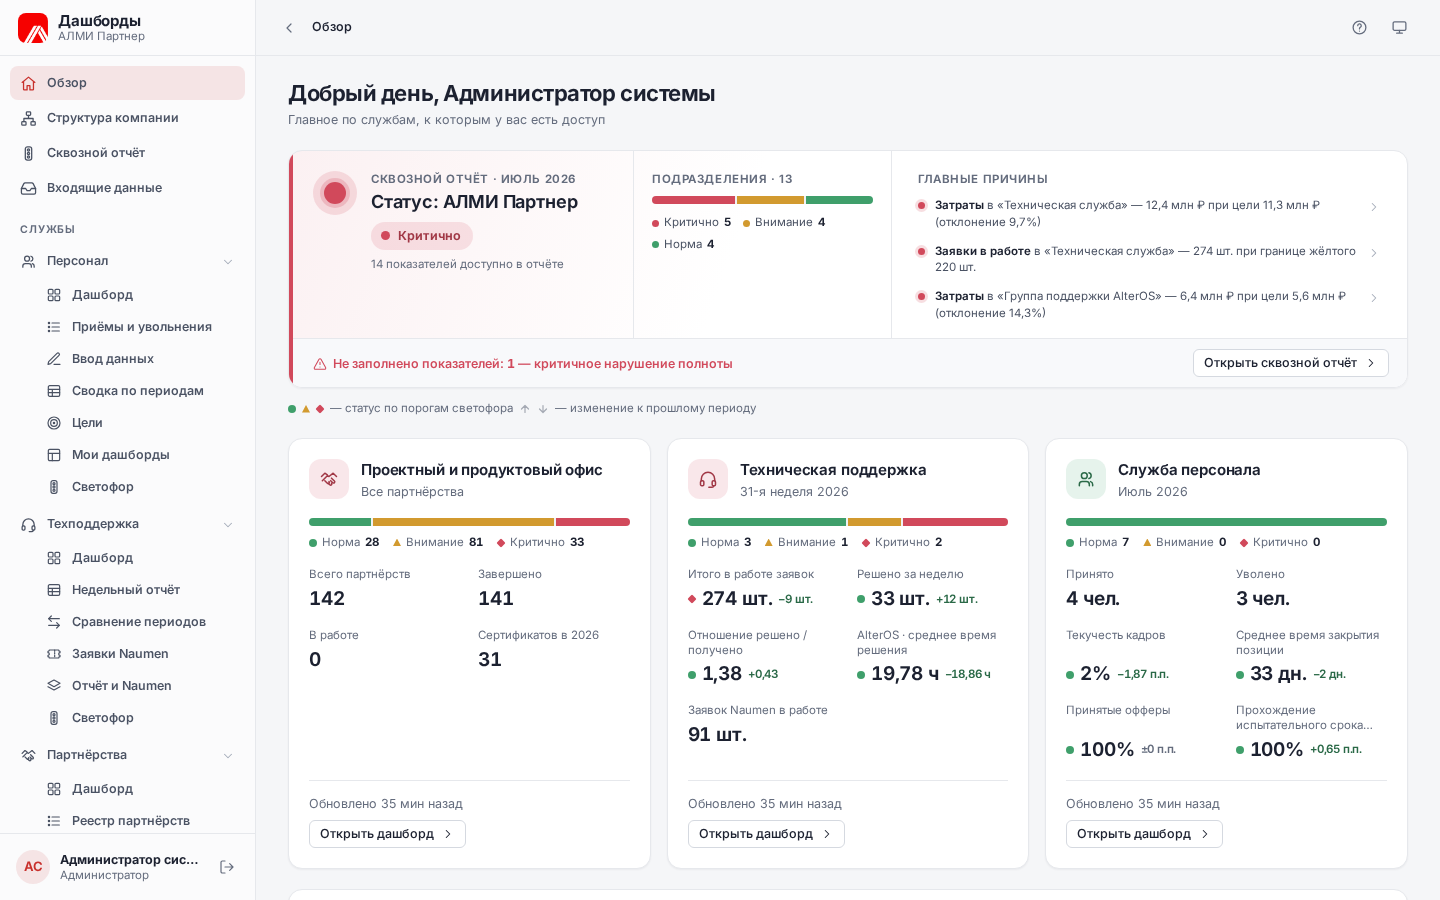 Дашборды
АЛМИ Партнер
Обзор
Структура компании
Сквозной отчёт
Входящие данные
СЛУЖБЫ
Персонал
Дашборд
Приёмы и увольнения
Ввод данных
Сводка по периодам
Цели
Мои дашборды
Светофор
Техподдержка
Дашборд
Недельный отчёт
Сравнение периодов
Заявки Naumen
Отчёт и Naumen
Светофор
Партнёрства
Дашборд
Реестр партнёрств
АС
Администратор сис...
Администратор
Обзор
Добрый день, Администратор системы
Главное по службам, к которым у вас есть доступ
СКВОЗНОЙ ОТЧЁТ · ИЮЛЬ 2026
Статус: АЛМИ Партнер
Критично
14 показателей доступно в отчёте
ПОДРАЗДЕЛЕНИЯ · 13
Критично 5 Внимание 4
Норма 4
ГЛАВНЫЕ ПРИЧИНЫ
Затраты в «Техническая служба» — 12,4 млн ₽ при цели 11,3 млн ₽
(отклонение 9,7%)
Заявки в работе в «Техническая служба» — 274 шт. при границе жёлтого
220 шт.
Затраты в «Группа поддержки AlterOS» — 6,4 млн ₽ при цели 5,6 млн ₽
(отклонение 14,3%)
Не заполнено показателей: 1 — критичное нарушение полноты
Открыть сквозной отчёт
— статус по порогам светофора ↑ ↓ — изменение к прошлому периоду
Проектный и продуктовый офис
Все партнёрства
Норма 28 Внимание 81 Критично 33
Всего партнёрств
142
Завершено
141
В работе
0
Сертификатов в 2026
31
Обновлено 35 мин назад
Открыть дашборд
Техническая поддержка
31-я неделя 2026
Норма 3 Внимание 1 Критично 2
Итого в работе заявок
274 шт. −9 шт.
Решено за неделю
33 шт. +12 шт.
Отношение решено /
получено
1,38 +0,43
AlterOS · среднее время
решения
19,78 ч −18,86 ч
Заявок Naumen в работе
91 шт.
Обновлено 35 мин назад
Открыть дашборд
Служба персонала
Июль 2026
Норма 7 Внимание 0 Критично 0
Принято
4 чел.
Уволено
3 чел.
Текучесть кадров
2% −1,87 п.п.
Среднее время закрытия
позиции
33 дн. −2 дн.
Принятые офферы
100% ±0 п.п.
Прохождение
испытательного срока...
100% +0,65 п.п.
Обновлено 35 мин назад
Открыть дашборд